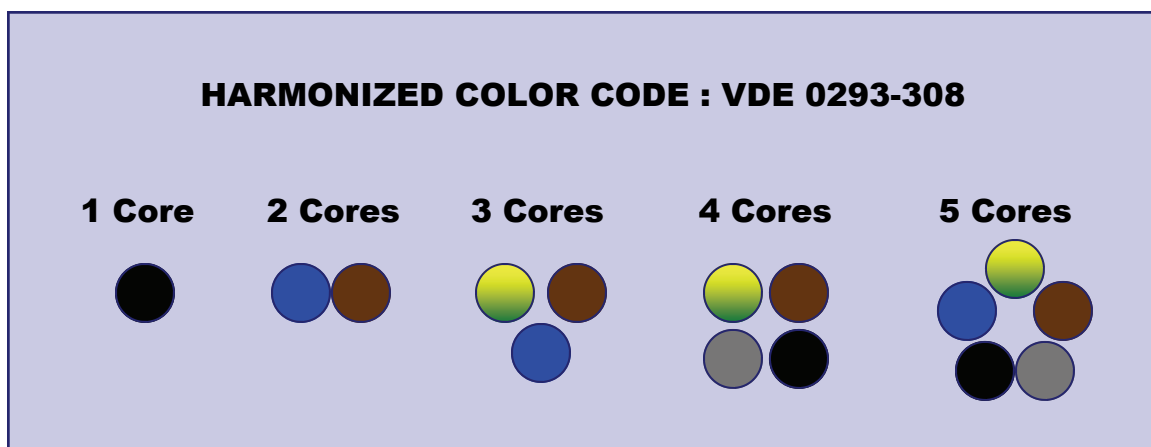 HARMONIZED COLOR CODE : VDE 0293-308
1 Core 2 Cores 3 Cores 4 Cores 5 Cores